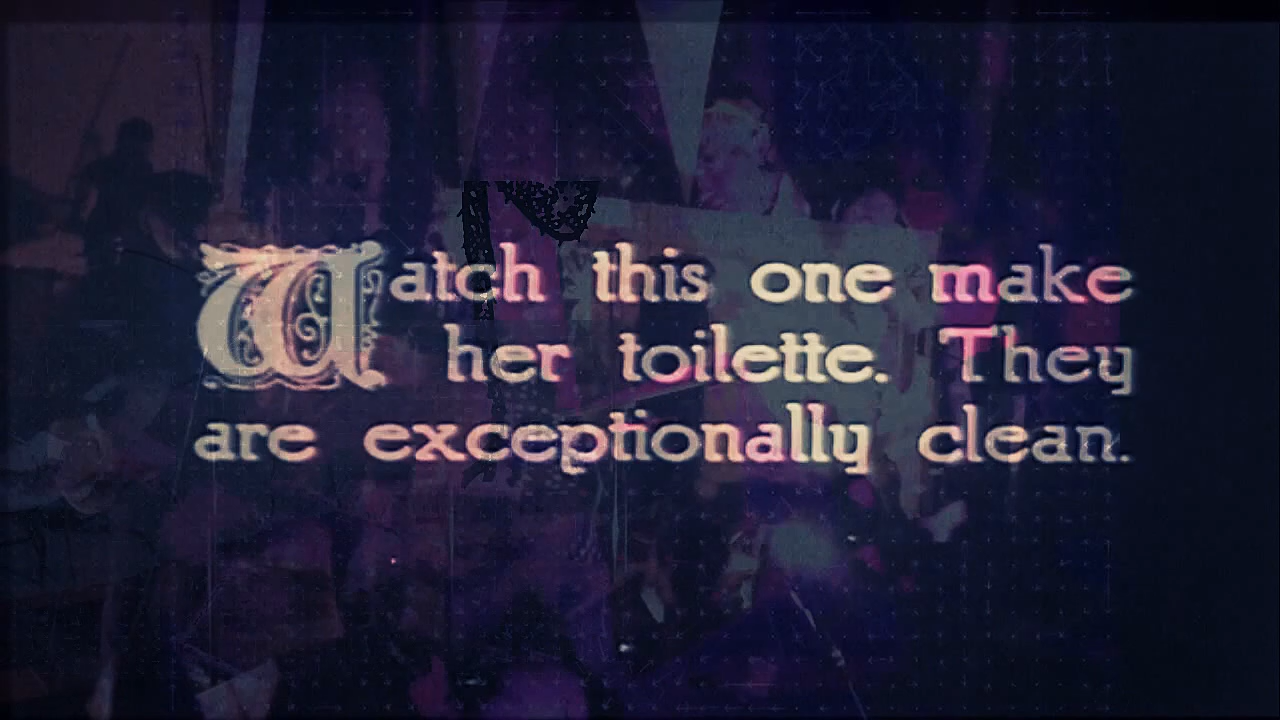 Watch this one make
her toilette. They
are exceptionally clean.